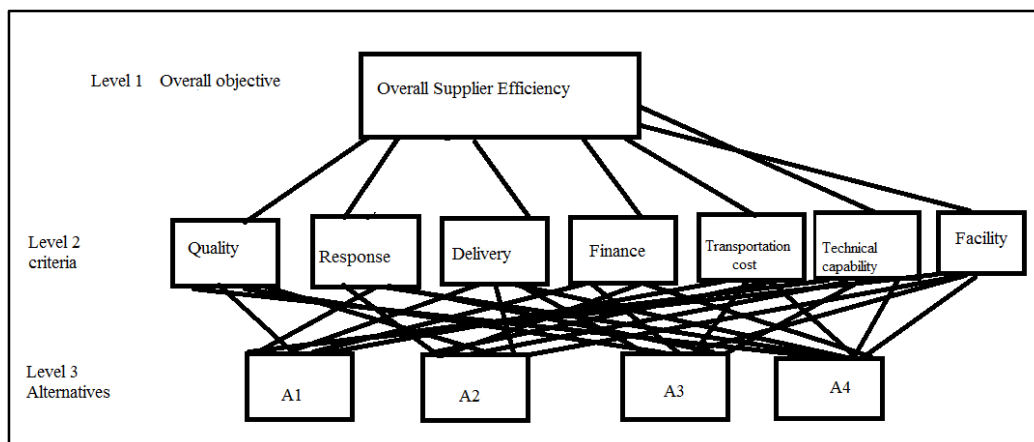 Level 1 Overall objective
Overall Supplier Efficiency
Level 2
criteria
Quality
Response
Delivery
Finance
Transportation
cost
Technical
capability
Facility
Level 3
Alternatives
A1
A2
A3
A4